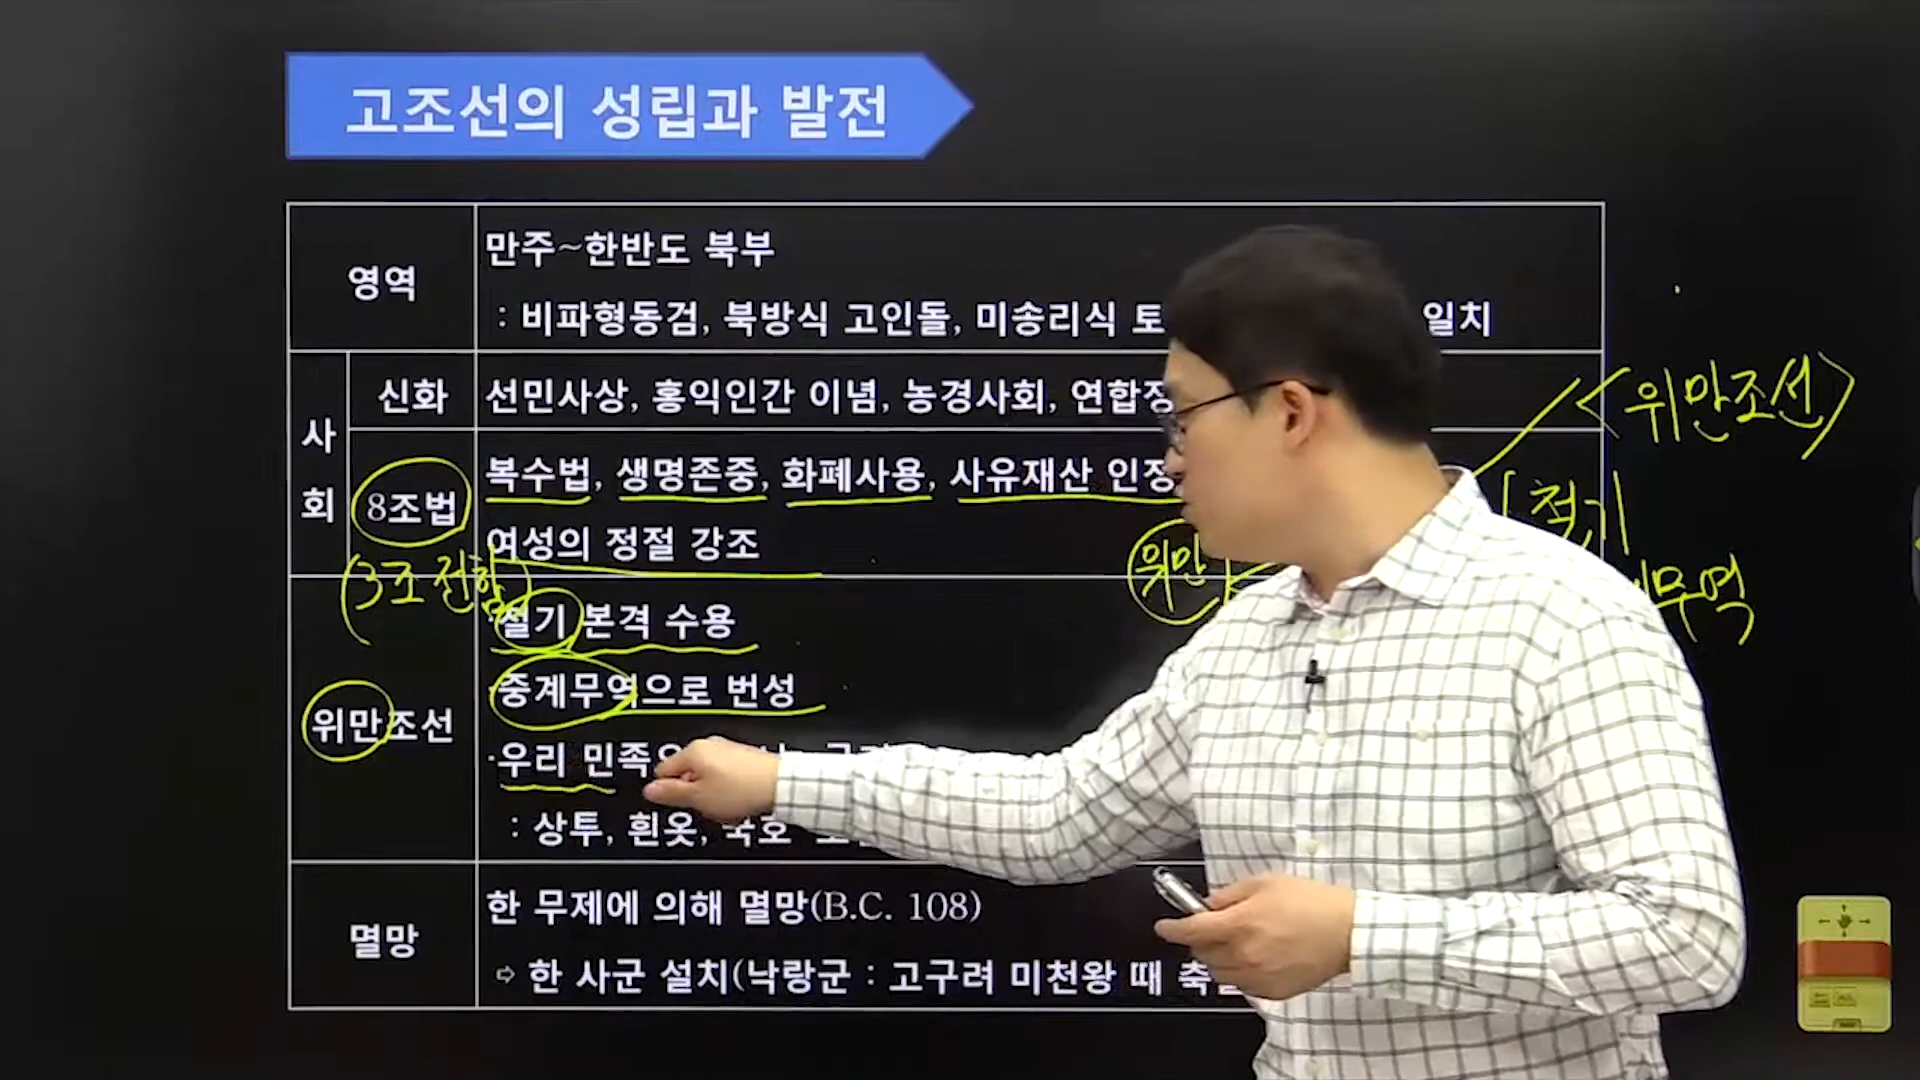 고조선의 성립과 발전
영역
만주~한반도 북부
: 비파형동검, 북방식 고인돌, 미송리식 토
일치
사회
신화
선민사상, 홍익인간 이념, 농경사회, 연합정
8조법
복수법, 생명존중, 화폐사용, 사유재산 인정
여성의 정절 강조
(3조 전함)
위만
<위만조선>
철기
무역
위만조선
·철기 본격 수용
·중계무역으로 번성
·우리 민족의
: 상투, 흰옷, 국호
멸망
한 무제에 의해 멸망(B.C. 108)
⇨ 한 사군 설치(낙랑군 : 고구려 미천왕 때 축출